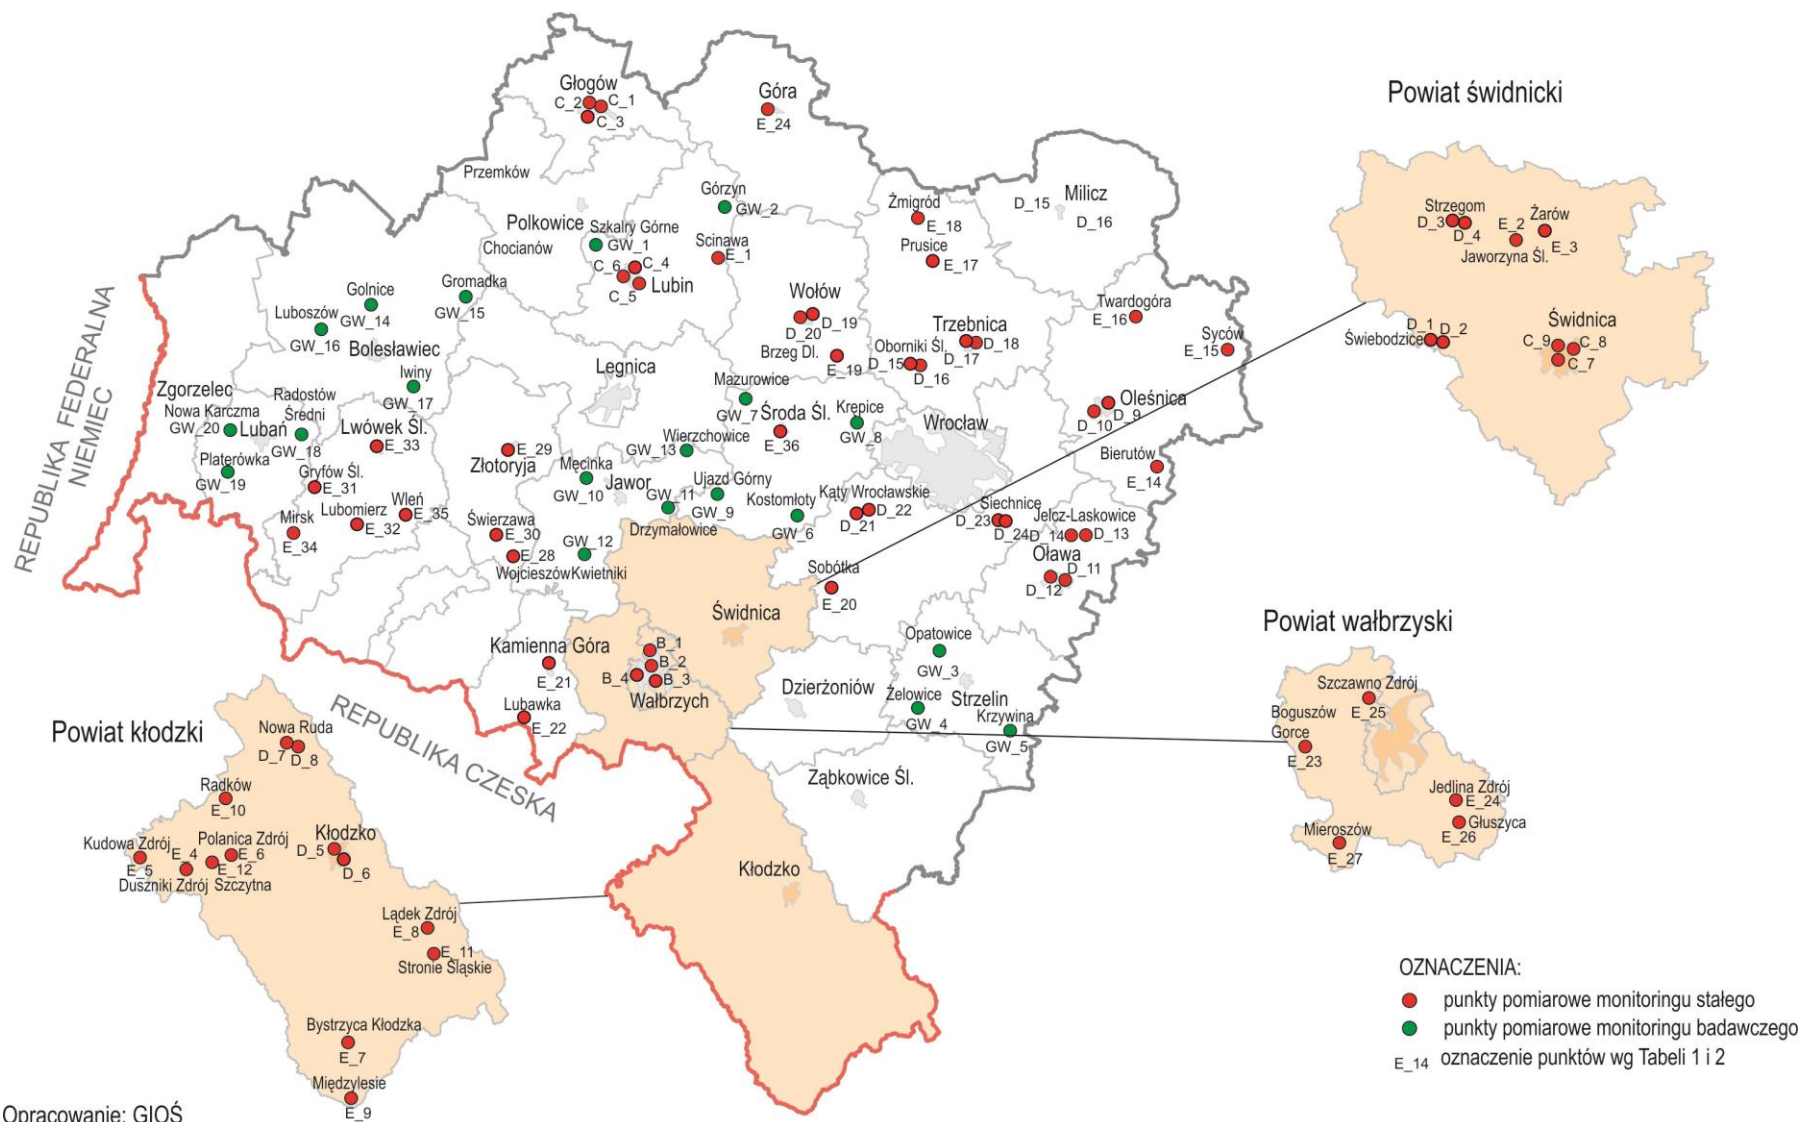 Głogów
C_2
C_1
C_3
Góra
E_24
Powiat świdnicki
Przemków
Górzyn
GW_2
Żmigród
E_18
Prusice
E_17
D_15
Milicz
D_16
Strzegom
D_3
D_4
E_2
Żarów
E_3
Jaworzyna Śl.
Polkowice
Szkalry Górne
GW_1
Chocianów
Scinawa
E_1
C_6
C_4
C_5
Lubin
Gromadka
GW_15
Golnice
GW_14
Luboszów
GW_16
Bolesławiec
Wołów
D_19
D_20
Brzeg Dl.
E_19
Trzebnica
D_18
D_17
Oborniki Śl.
D_15
D_16
Twardogóra
E_16
Syców
E_15
D_1
D_2
Świebodzice
Świdnica
C_9
C_8
C_7
REPUBLIKA FEDERALNA
NIEMIEC
Zgorzelec
Nowa Karczma
GW_20
Lubań
Radostów
Średni
GW_18
Iwiny
GW_17
Legnica
Mazurowice
GW_7
Środa Śl.
E_36
Krępice
GW_8
Wrocław
Oleśnica
D_9
D_10
Lwówek Śl.
E_33
Platerówka
GW_19
Gryfów Śl.
E_31
Złotoryja
E_29
Wierzchowice
GW_13
Męcinka
GW_10
Jawor
GW_11
Drzymałowice
Ujazd Górny
GW_9
Kostomłoty
GW_6
Kąty Wrocławskie
D_22
D_21
Bierutów
E_14
Siechnice
D_23
D_24
Jelcz-Laskowice
D_14
D_13
Oława
D_11
D_12
Mirsk
E_34
Lubomierz
E_32
Wleń
E_35
Świerzawa
E_30
E_28
Wojcieszów
GW_12
Kwietniki
Sobótka
E_20
Świdnica
Powiat wałbrzyski
Kamienna Góra
E_21
B_1
B_2
B_3
B_4
Wałbrzych
Lubawka
E_22
Opatowice
GW_3
Dzierżoniów
Żelowice
GW_4
Strzelin
Krzywina
GW_5
Szczawno Zdrój
E_25
Boguszów
Gorce
E_23
Jedlina Zdrój
E_24
Głuszyca
E_26
Mieroszów
E_27
REPUBLIKA CZESKA
Ząbkowice Śl.
Kłodzko
Powiat kłodzki
Nowa Ruda
D_7
D_8
Radków
E_10
Kudowa Zdrój
E_5
E_4
Duszniki Zdrój
Polanica Zdrój
E_6
E_12
Szczytna
Kłodzko
D_5
D_6
Lądek Zdrój
E_8
E_11
Stronie Śląskie
Bystrzyca Kłodzka
E_7
Międzylesie
E_9
OZNACZENIA:
punkty pomiarowe monitoringu stałego
punkty pomiarowe monitoringu badawczego
E_14 oznaczenie punktów wg Tabeli 1 i 2
Opracowanie: GIOŚ